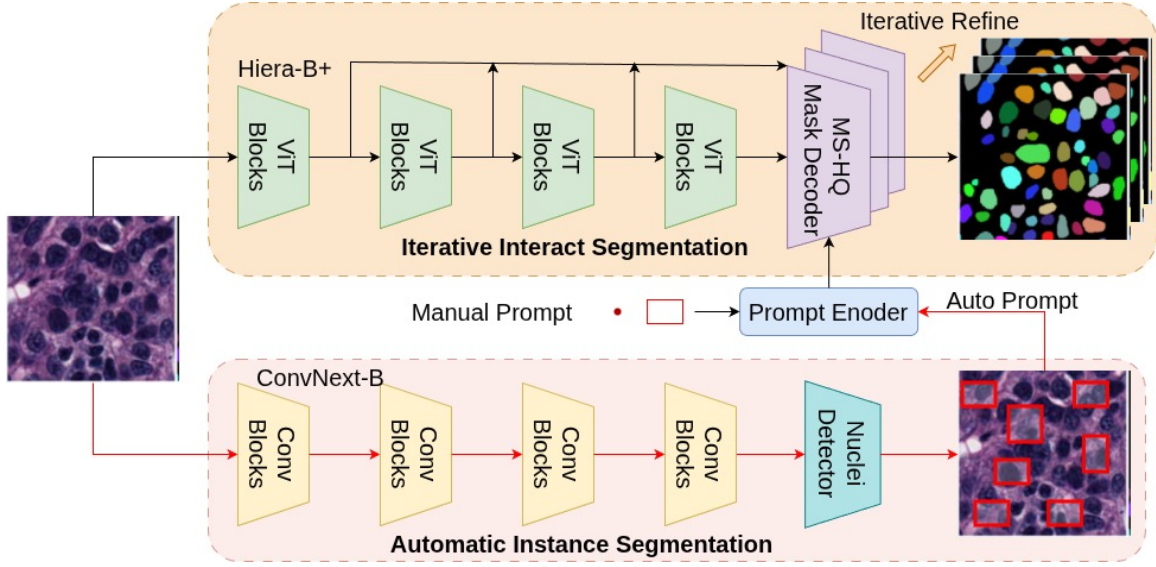 Iterative Refine
Hiera-B+
ViT
Blocks
ViT
Blocks
ViT
Blocks
ViT
Blocks
MS-HQ
Mask Decoder
Iterative Interact Segmentation
Manual Prompt
Prompt Enoder
Auto Prompt
ConvNext-B
Conv
Blocks
Conv
Blocks
Conv
Blocks
Conv
Blocks
Nuclei
Detector
Automatic Instance Segmentation